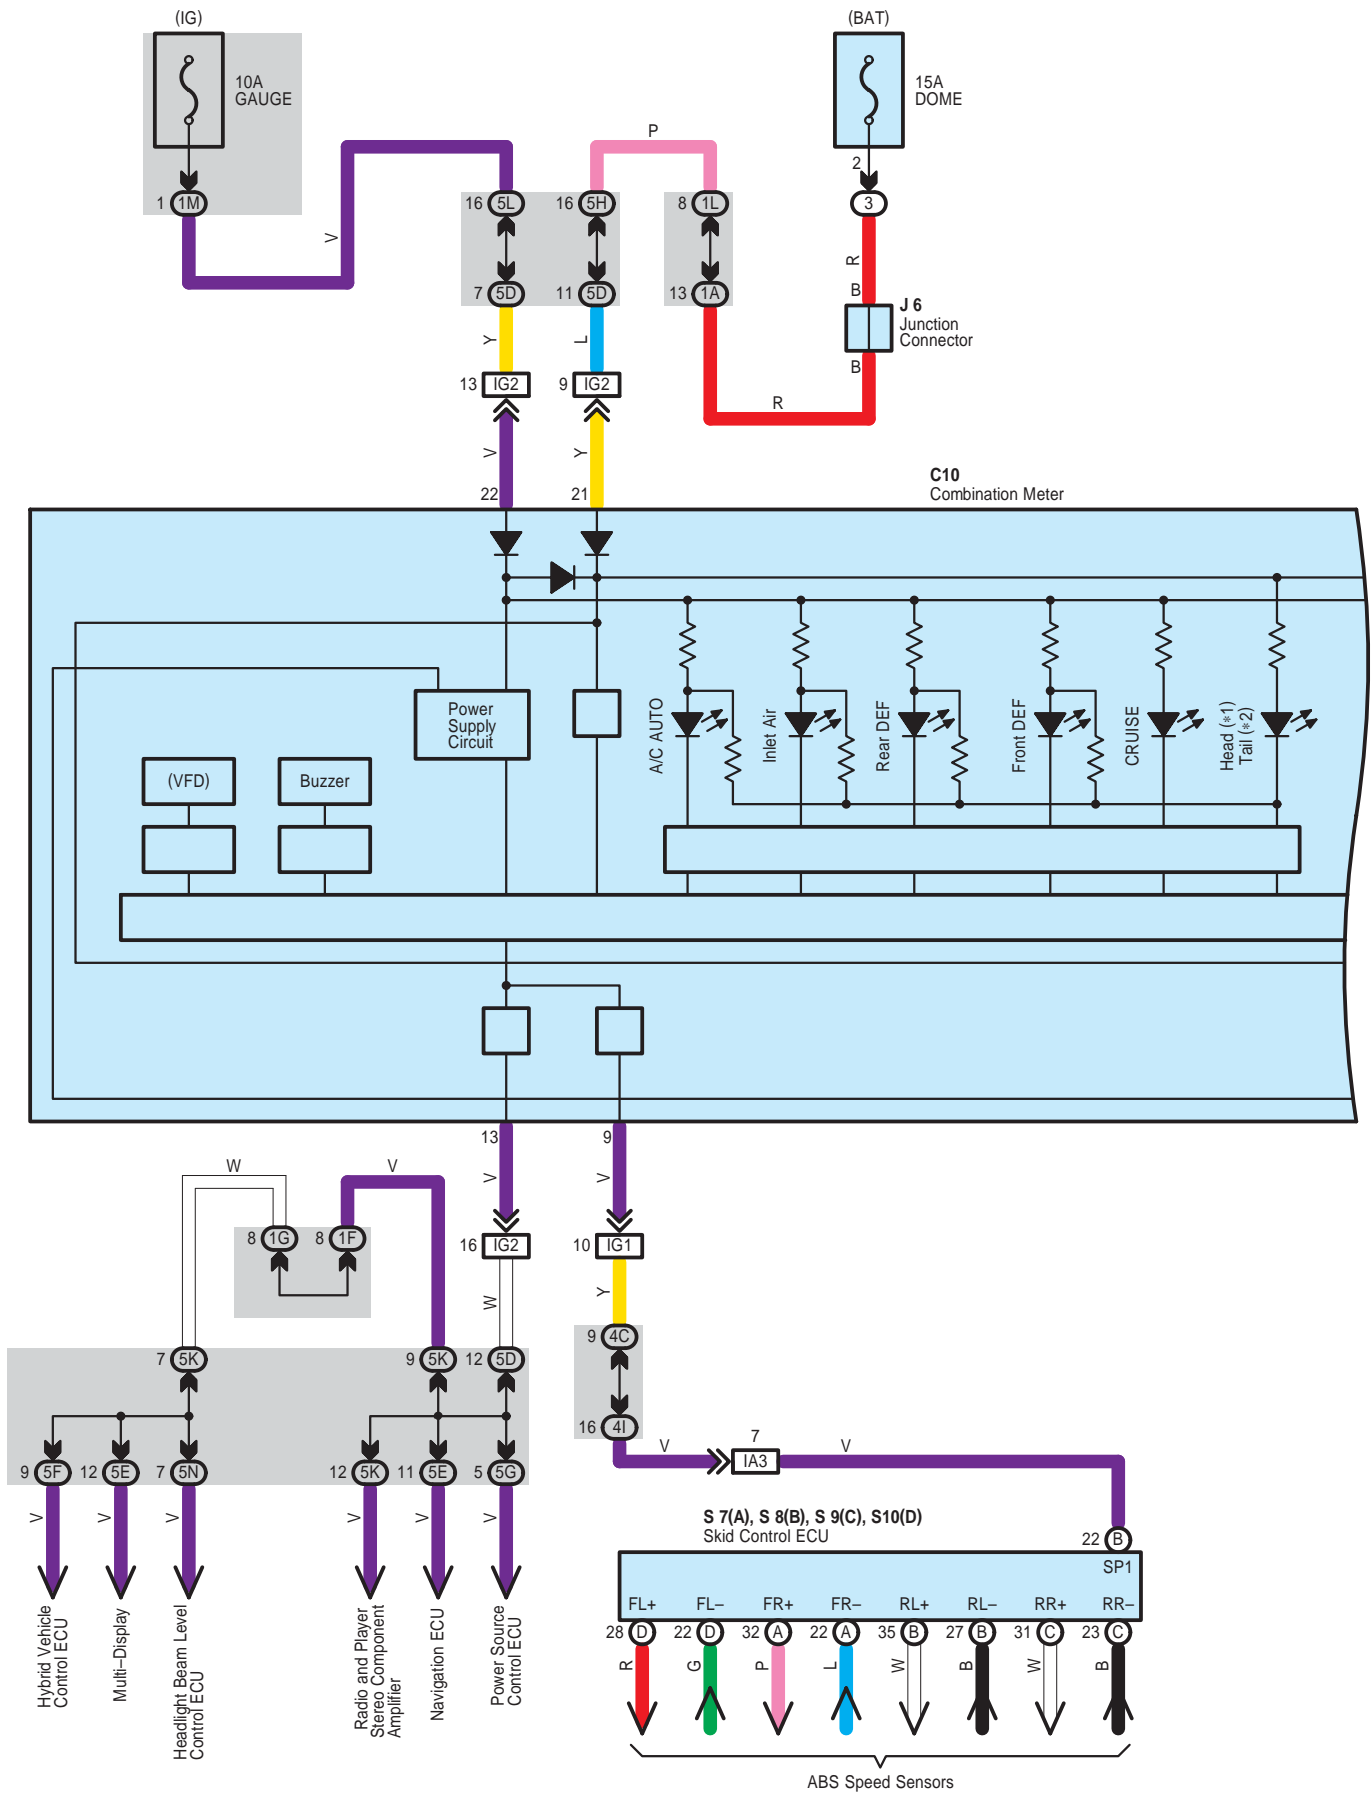 (IG)
(BAT)
10A
GAUGE
15A
DOME
P
2
1 1M
16 5L
16 5H
8 1L
3
V
R
7 5D
11 5D
13 1A
B
J 6
Junction
Connector
Y
L
B
13 IG2
9 IG2
R
V
Y
22
21
C10
Combination Meter
Power
Supply
Circuit
A/C AUTO
Inlet Air
Rear DEF
Front DEF
CRUISE
Head (*1)
Tail (*2)
(VFD)
Buzzer
13
9
W
V
V
V
8 1G
8 1F
16 IG2
10 IG1
W
Y
9 4C
7 5K
9 5K
12 5D
16 4I
7
V
IA3
V
9 5F
12 5E
7 5N
12 5K
11 5E
5 5G
V
V
V
V
V
V
S 7(A), S 8(B), S 9(C), S10(D)
Skid Control ECU
22 B
SP1
FL+
FL–
FR+
FR–
RL+
RL–
RR+
RR–
28 D
22 D
32 A
22 A
35 B
27 B
31 C
23 C
R
G
P
L
W
B
W
B
Hybrid Vehicle
Control ECU
Multi–Display
Headlight Beam Level
Control ECU
Radio and Player
Stereo Component
Amplifier
Navigation ECU
Power Source
Control ECU
ABS Speed Sensors